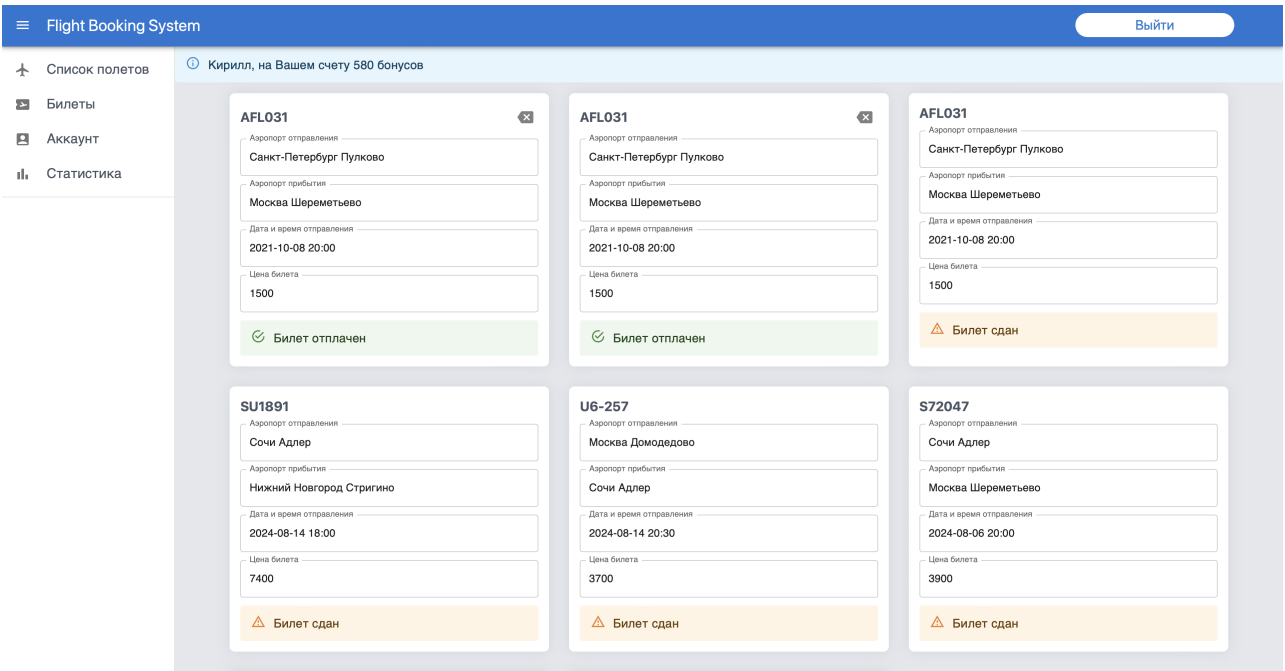 Flight Booking System
Выйти
Список полетов
Билеты
Аккаунт
Статистика
Кирилл, на Вашем счету 580 бонусов
AFL031
Аэропорт отправления
Санкт-Петербург Пулково
Аэропорт прибытия
Москва Шереметьево
Дата и время отправления
2021-10-08 20:00
Цена билета
1500
Билет отплачен
AFL031
Аэропорт отправления
Санкт-Петербург Пулково
Аэропорт прибытия
Москва Шереметьево
Дата и время отправления
2021-10-08 20:00
Цена билета
1500
Билет отплачен
AFL031
Аэропорт отправления
Санкт-Петербург Пулково
Аэропорт прибытия
Москва Шереметьево
Дата и время отправления
2021-10-08 20:00
Цена билета
1500
Билет сдан
SU1891
Аэропорт отправления
Сочи Адлер
Аэропорт прибытия
Нижний Новгород Стригино
Дата и время отправления
2024-08-14 18:00
Цена билета
7400
Билет сдан
U6-257
Аэропорт отправления
Москва Домодедово
Аэропорт прибытия
Сочи Адлер
Дата и время отправления
2024-08-14 20:30
Цена билета
3700
Билет сдан
S72047
Аэропорт отправления
Сочи Адлер
Аэропорт прибытия
Москва Шереметьево
Дата и время отправления
2024-08-06 20:00
Цена билета
3900
Билет сдан